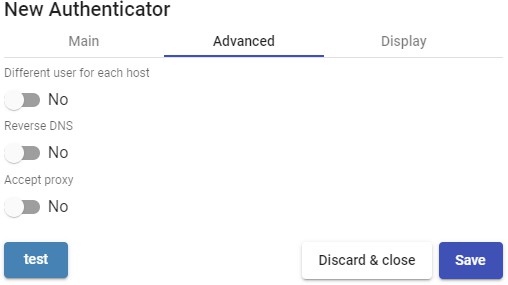 New Authenticator
Main Advanced Display
Different user for each host
No
Reverse DNS
No
Accept proxy
No
test Discard & close Save